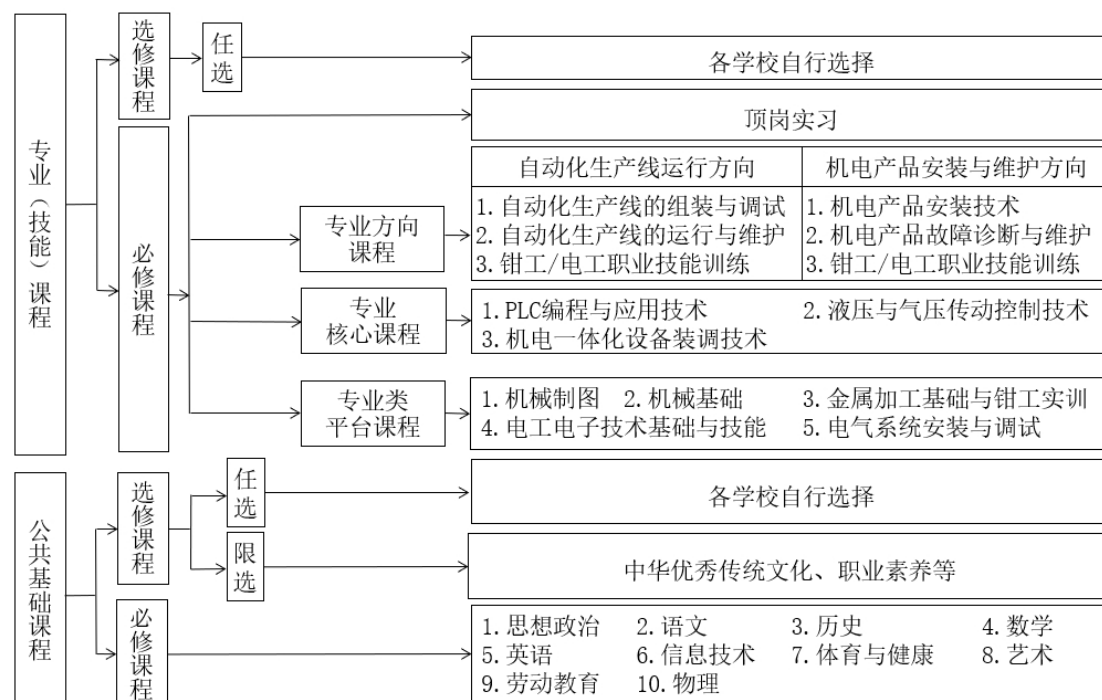 专业（技能）课程
选修课程
任选
各学校自行选择
必修课程
顶岗实习
专业方向
课程
自动化生产线运行方向
1.自动化生产线的组装与调试
2.自动化生产线的运行与维护
3.钳工/电工职业技能训练
机电产品安装与维护方向
1.机电产品安装技术
2.机电产品故障诊断与维护
3.钳工/电工职业技能训练
专业
核心课程
1.PLC编程与应用技术 2.液压与气压传动控制技术
3.机电一体化设备装调技术
专业类
平台课程
1.机械制图 2.机械基础 3.金属加工基础与钳工实训
4.电工电子技术基础与技能 5.电气系统安装与调试
公共基础课程
选修课程
任选
各学校自行选择
限选
中华优秀传统文化、职业素养等
必修课程
1.思想政治 2.语文 3.历史 4.数学
5.英语 6.信息技术 7.体育与健康 8.艺术
9.劳动教育 10.物理